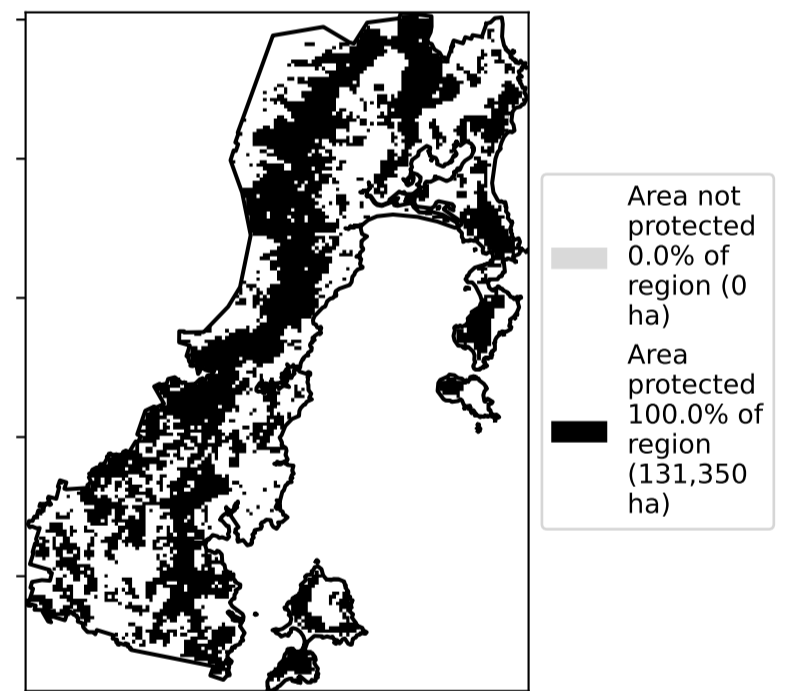 Area not
protected
0.0% of
region (0
ha)
Area
protected
100.0% of
region
(131,350
ha)